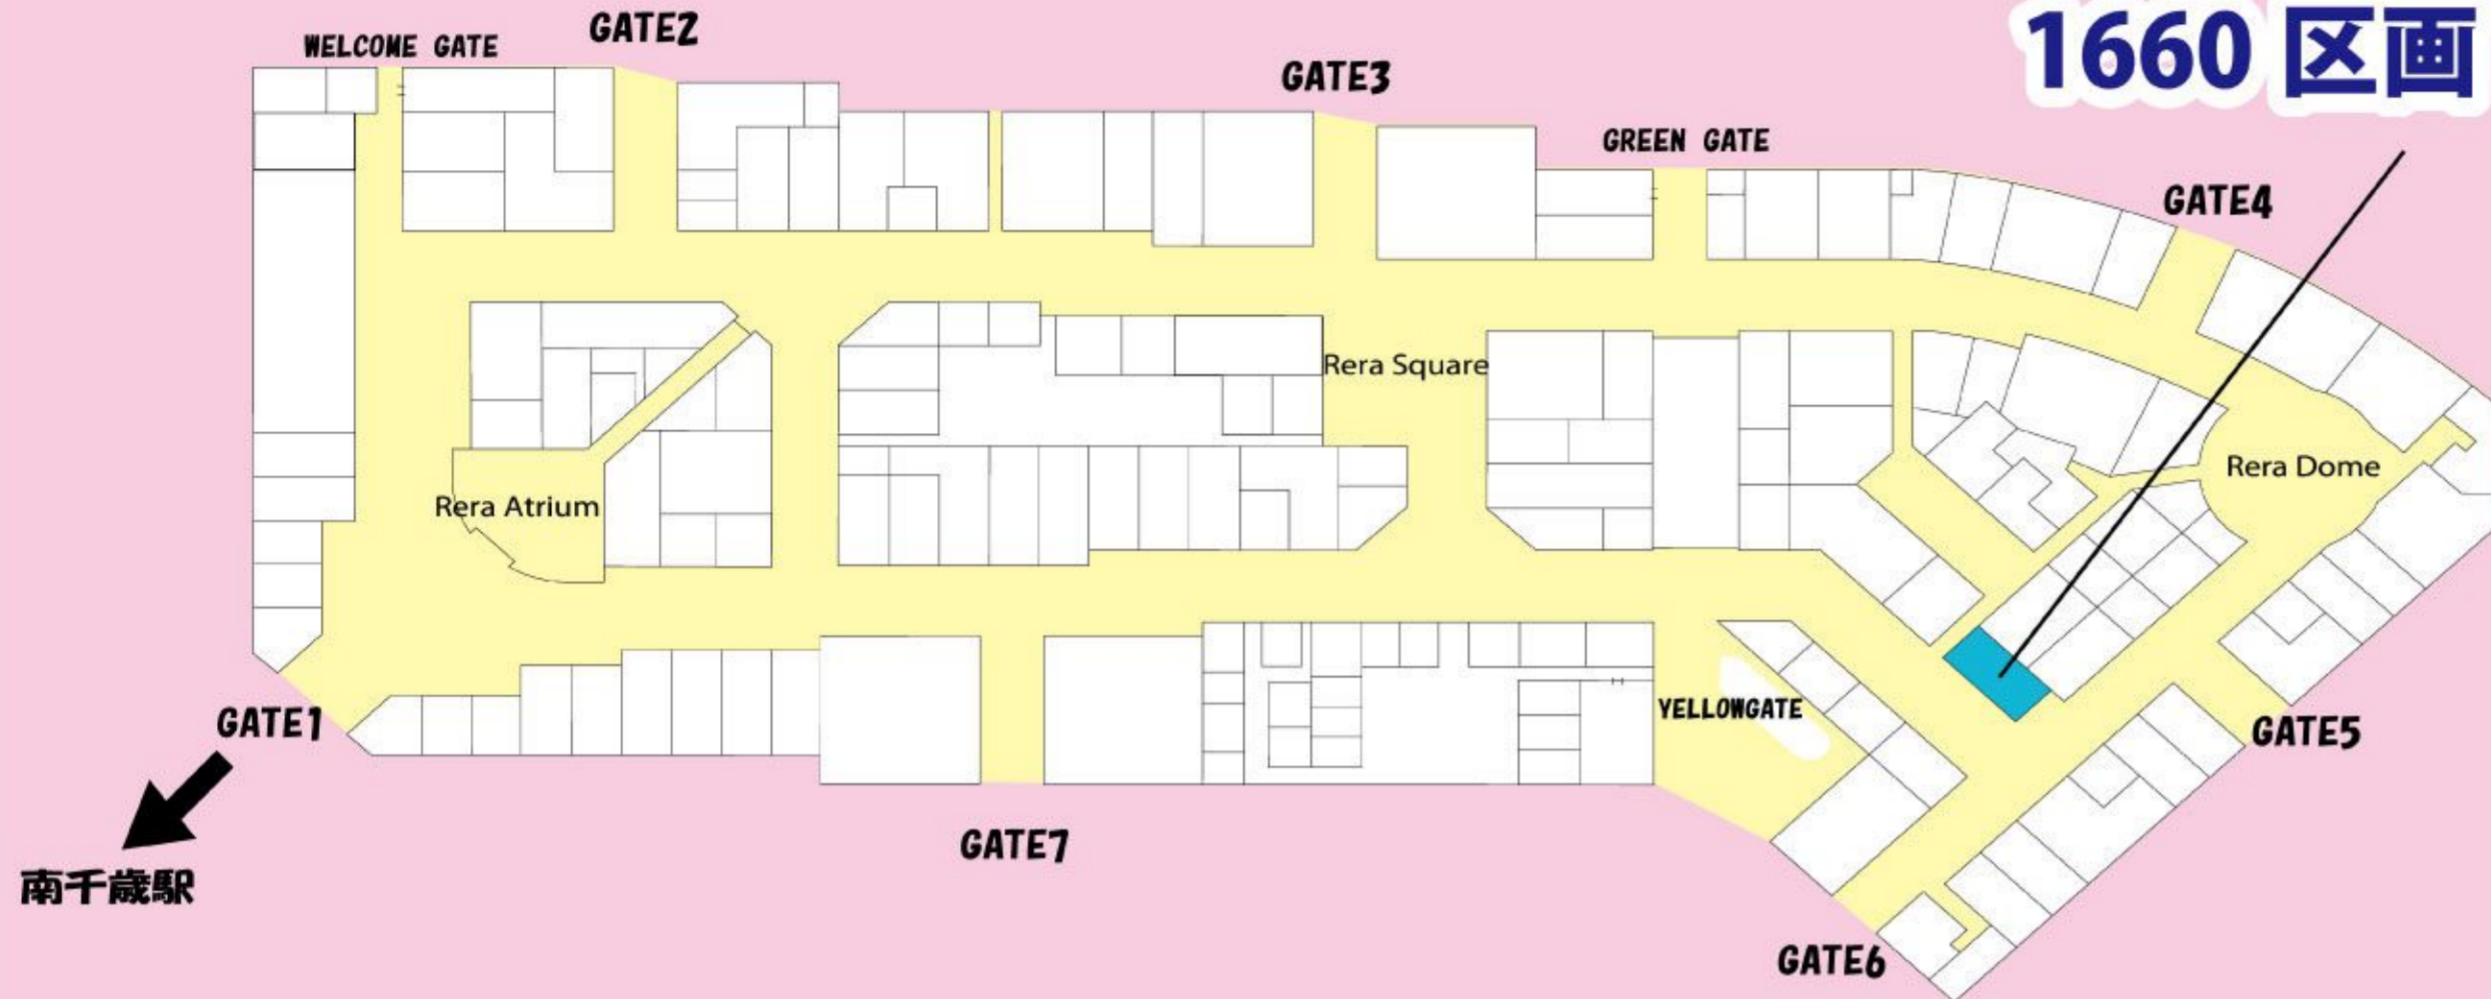 1660 区画
WELCOME GATE
GATE2
GATE3
GREEN GATE
GATE4
Rera Square
Rera Dome
Rera Atrium
GATE1
YELLOWGATE
GATE5
GATE7
南千歳駅
GATE6